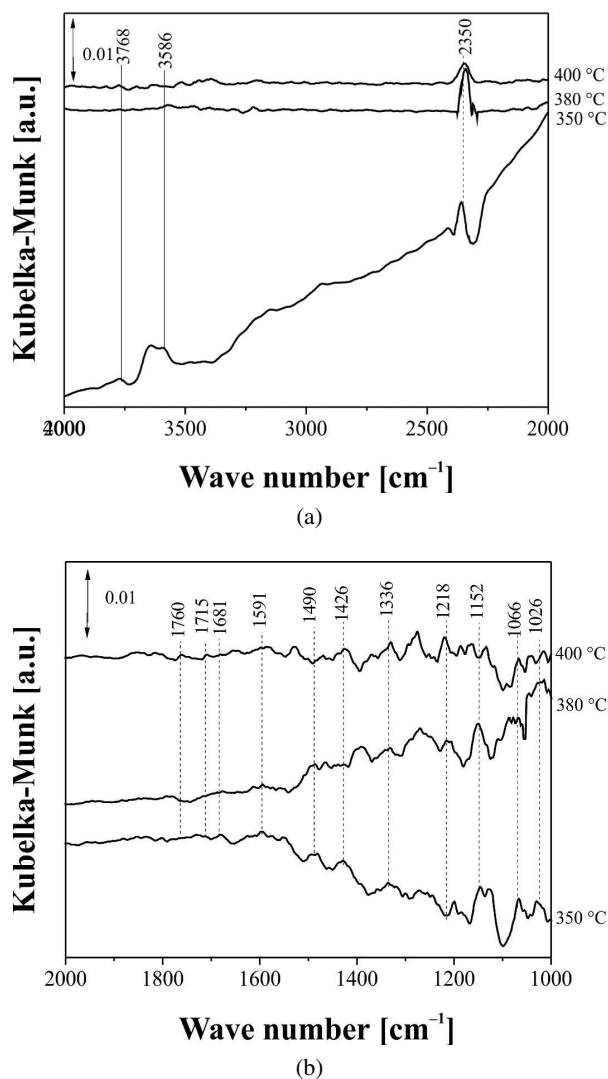 0.01
3768
3586
2350
400 °C
380 °C
350 °C
Kubelka-Munk [a.u.]
4000 3500 3000 2500 2000
Wave number [cm⁻¹]
(a)
0.01
1760
1715
1681
1591
1490
1426
1336
1218
1152
1066
1026
400 °C
380 °C
350 °C
Kubelka-Munk [a.u.]
2000 1800 1600 1400 1200 1000
Wave number [cm⁻¹]
(b)